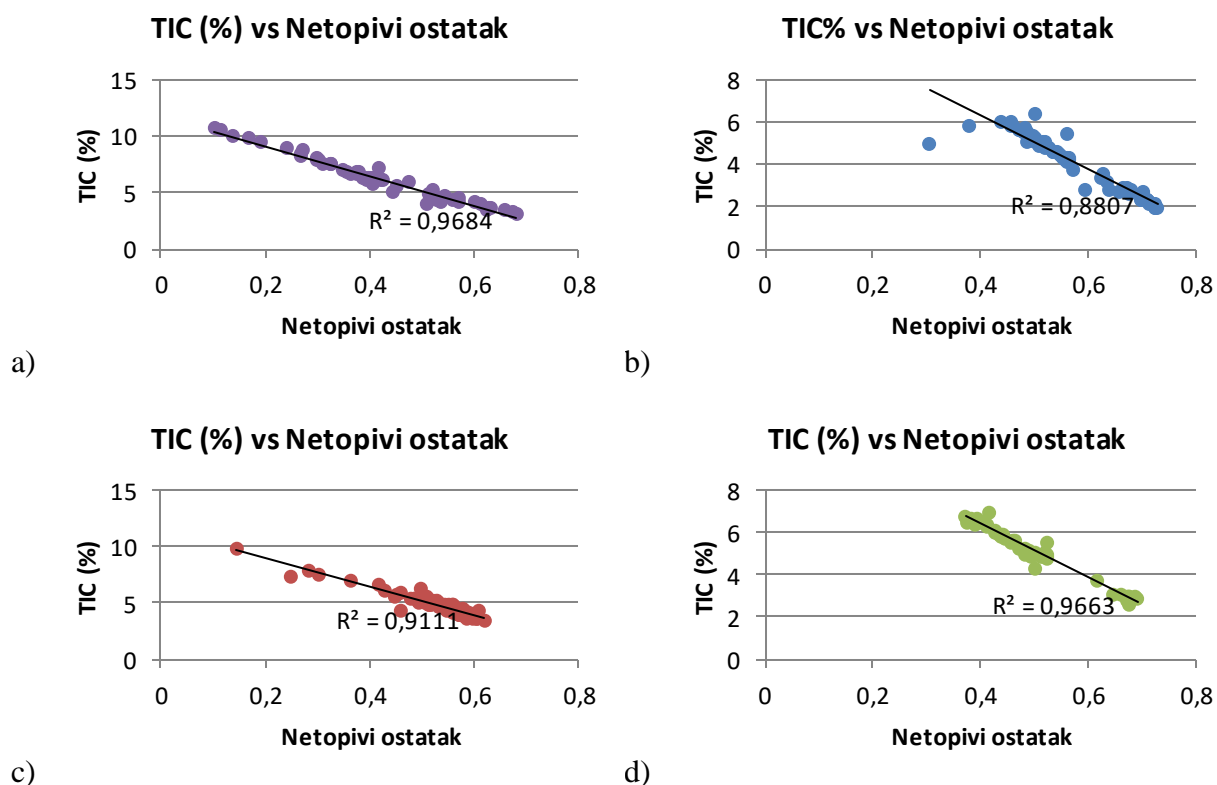 TIC (%) vs Netopivi ostatak
15
10
5
0
TIC (%)
R² = 0,9684
0 0,2 0,4 0,6 0,8
Netopivi ostatak
a)
TIC% vs Netopivi ostatak
8
6
4
2
0
TIC (%)
R² = 0,8807
0 0,2 0,4 0,6 0,8
Netopivi ostatak
b)
TIC (%) vs Netopivi ostatak
15
10
5
0
TIC (%)
R² = 0,9111
0 0,2 0,4 0,6 0,8
Netopivi ostatak
c)
TIC (%) vs Netopivi ostatak
8
6
4
2
0
TIC (%)
R² = 0,9663
0 0,2 0,4 0,6 0,8
Netopivi ostatak
d)